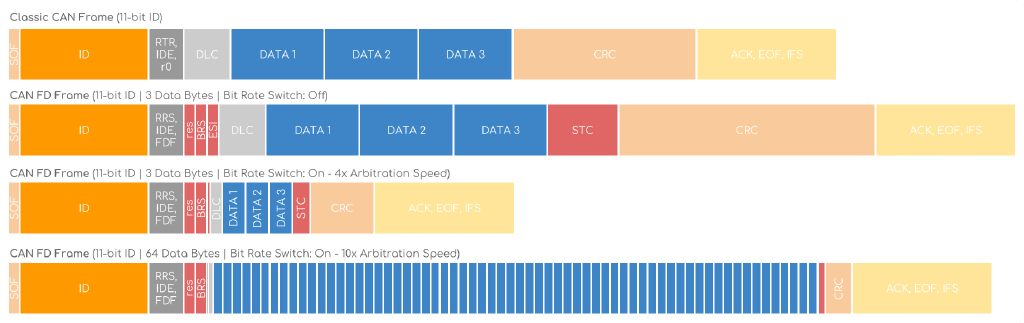 Classic CAN Frame (11-bit ID)
SOF ID RTR, IDE, r0 DLC DATA 1 DATA 2 DATA 3 CRC ACK, EOF, IFS
CAN FD Frame (11-bit ID | 3 Data Bytes | Bit Rate Switch: Off)
SOF ID RRS, IDE, FDF res BRS ESI DLC DATA 1 DATA 2 DATA 3 STC CRC ACK, EOF, IFS
CAN FD Frame (11-bit ID | 3 Data Bytes | Bit Rate Switch: On - 4x Arbitration Speed)
SOF ID RRS, IDE, FDF res BRS DLC DATA 1 DATA 2 DATA 3 STC CRC ACK, EOF, IFS
CAN FD Frame (11-bit ID | 64 Data Bytes | Bit Rate Switch: On - 10x Arbitration Speed)
SOF ID RRS, IDE, FDF res BRS CRC ACK, EOF, IFS